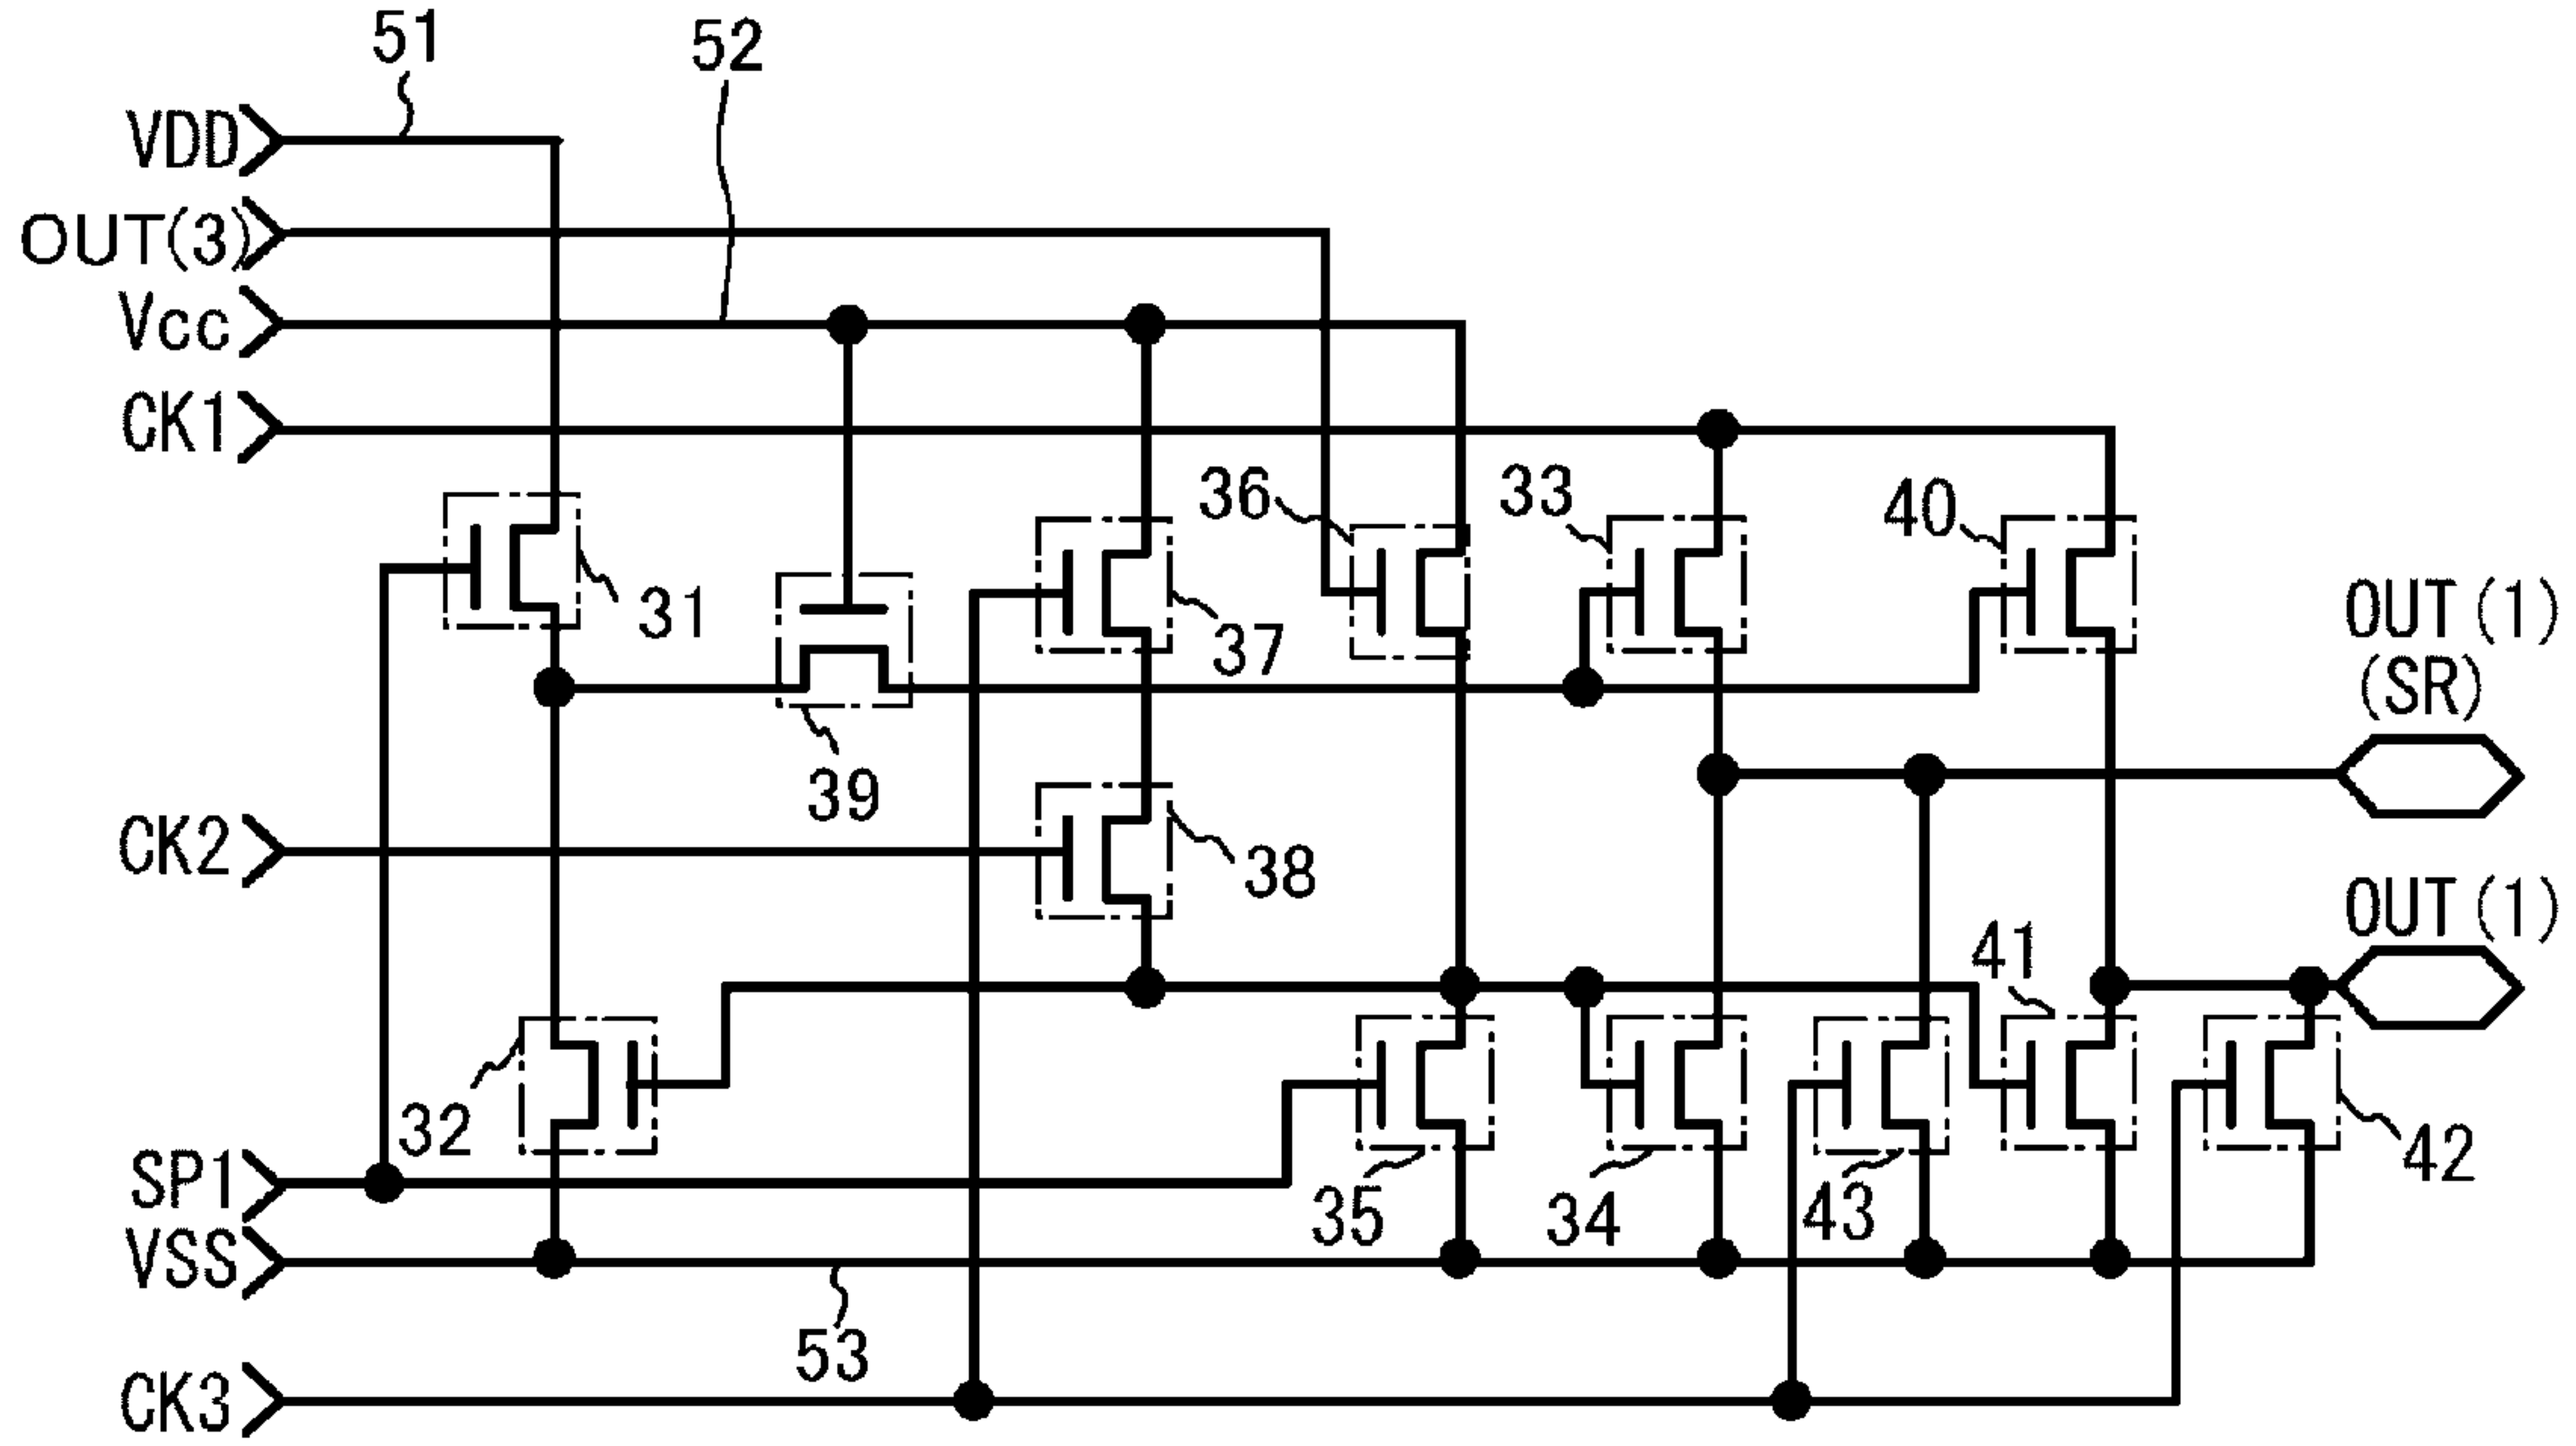 51
52
VDD
OUT(3)
Vcc
CK1
36
33
40
31
37
OUT(1)
(SR)
39
CK2
38
OUT(1)
41
32
SP1
35
34
43
42
VSS
53
CK3